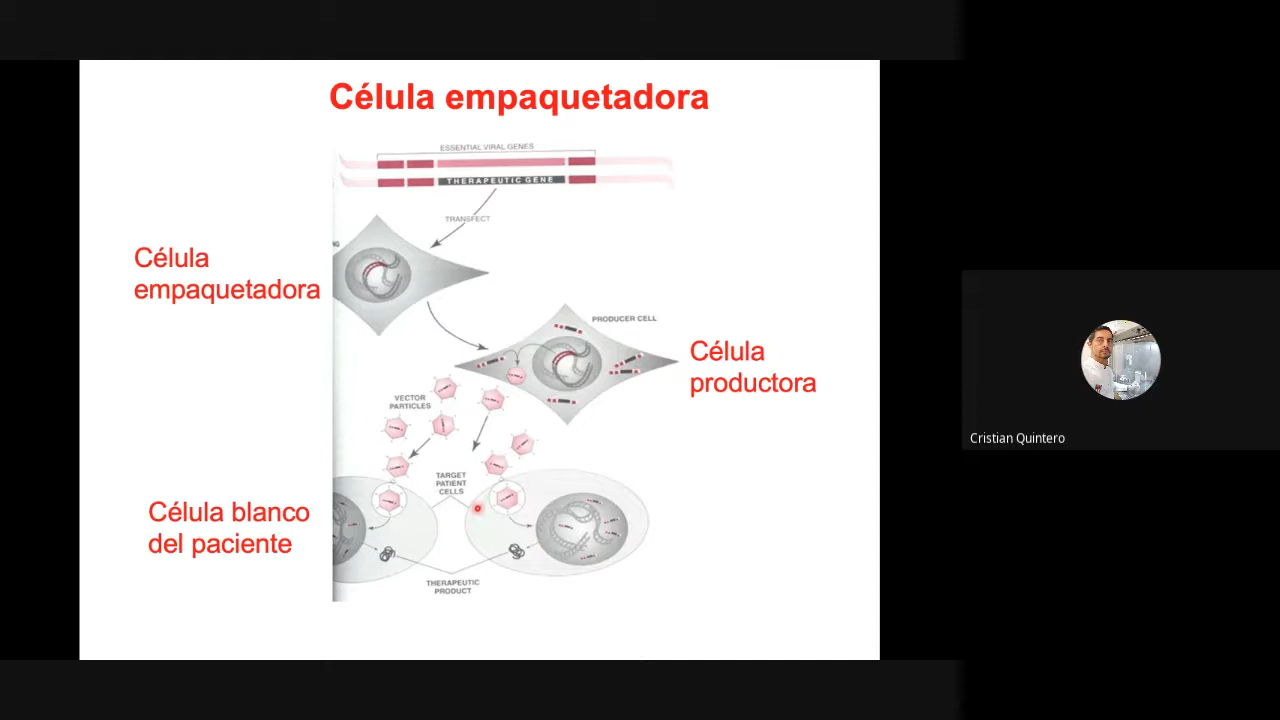 Célula empaquetadora
ESSENTIAL VIRAL GENES
THERAPEUTIC GENE
TRANSFECT
Célula
empaquetadora
PRODUCER CELL
Célula
productora
VECTOR
PARTICLES
TARGET
PATIENT
CELLS
Célula blanco
del paciente
THERAPEUTIC
PRODUCT
Cristian Quintero